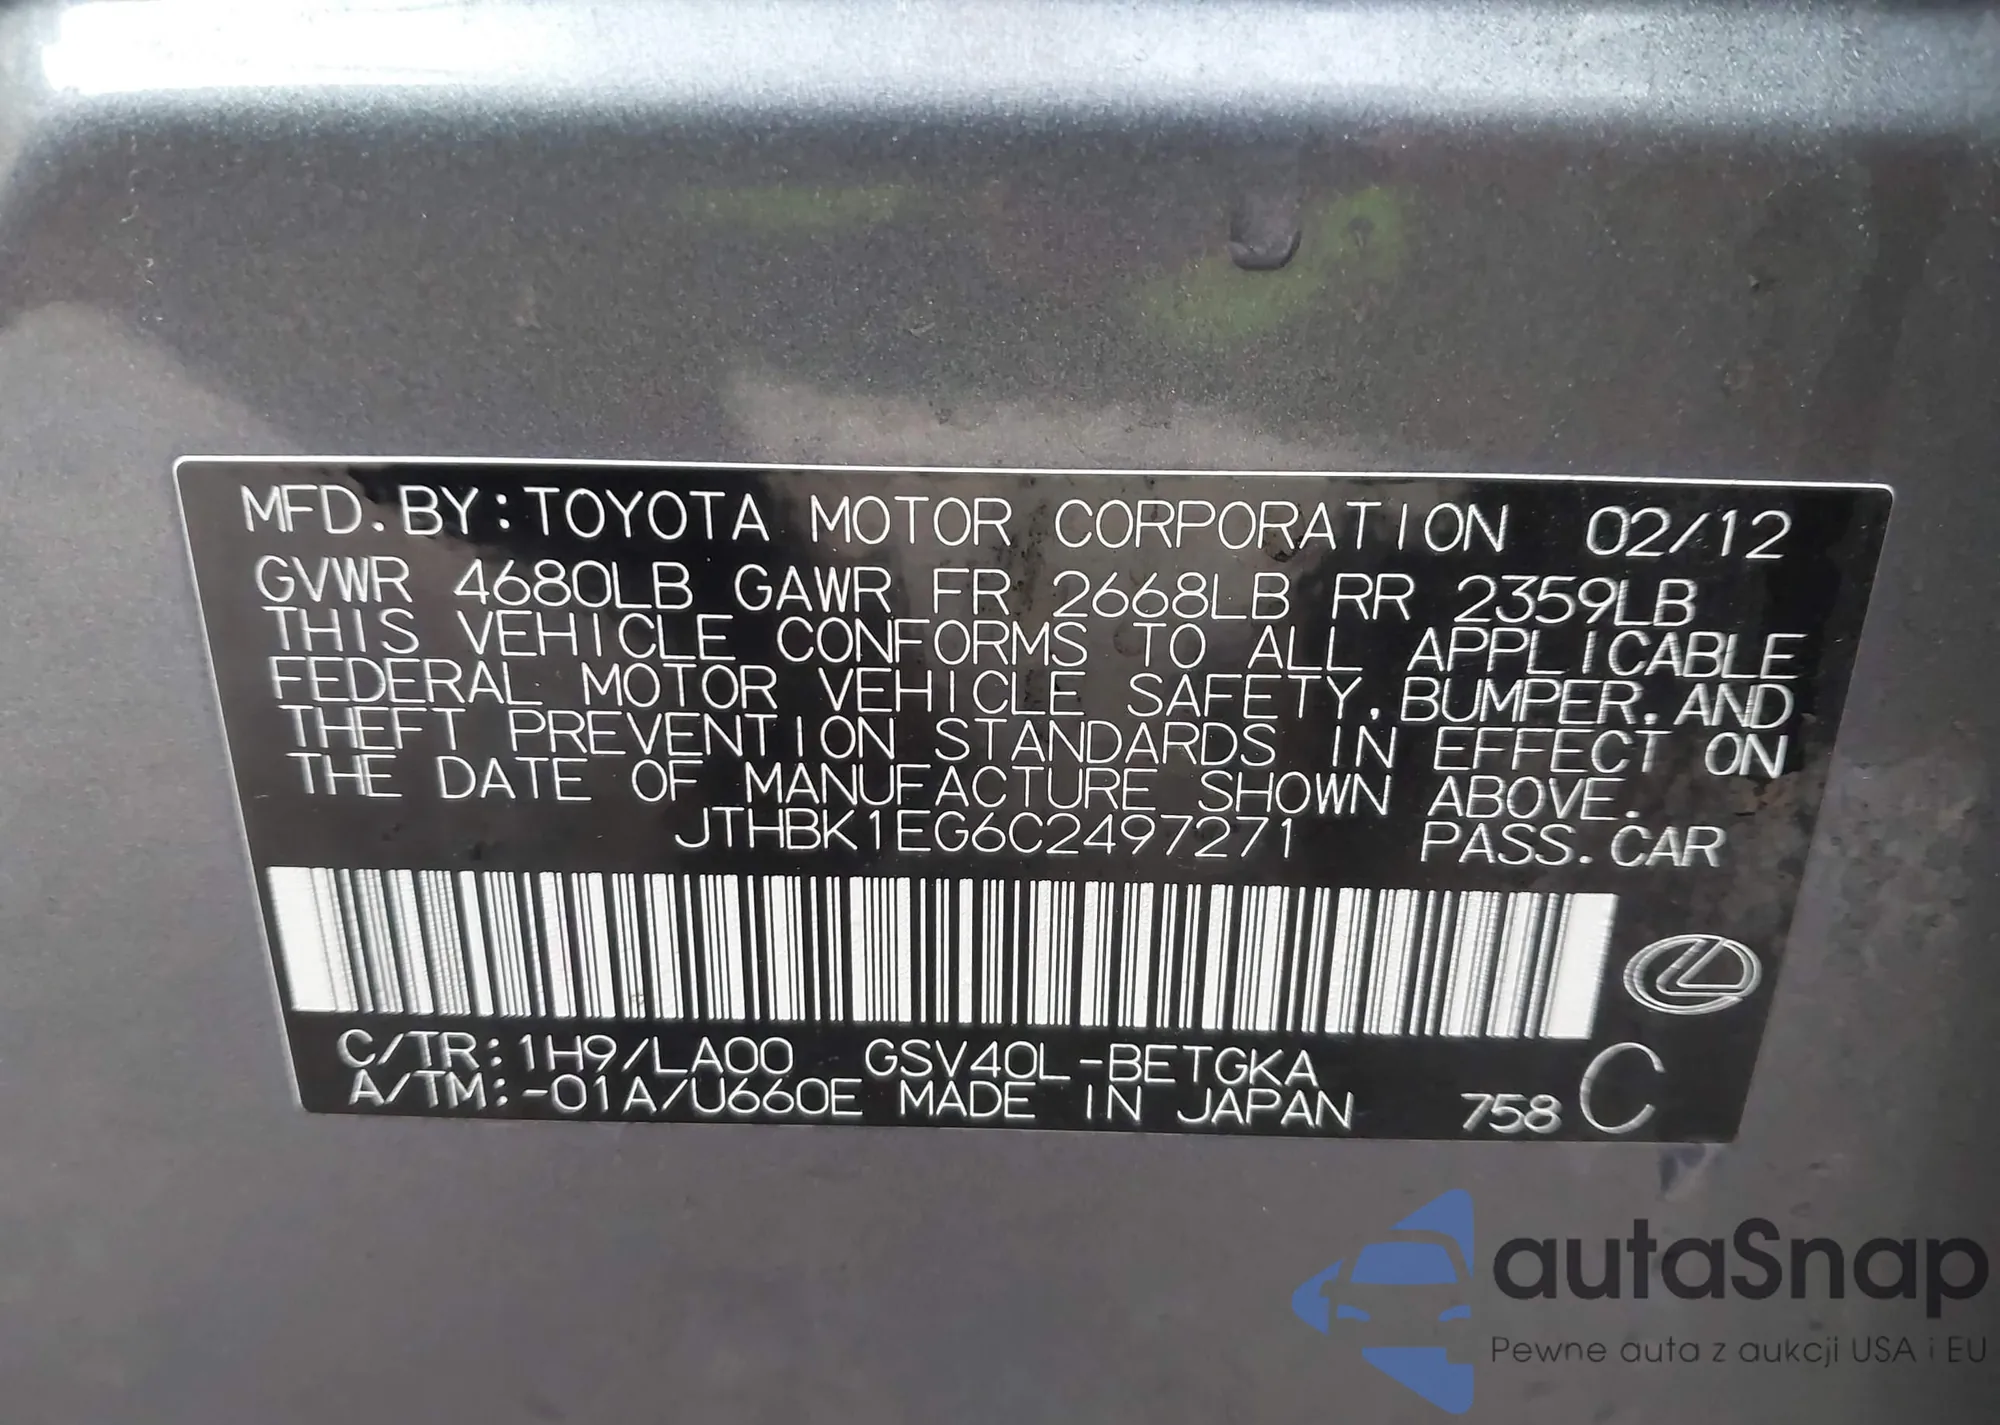 MFD. BY: TOYOTA MOTOR CORPORATION 02/12
GVWR 4680LB GAWR FR 2668LB RR 2359LB
THIS VEHICLE CONFORMS TO ALL APPLICABLE
FEDERAL MOTOR VEHICLE SAFETY, BUMPER, AND
THEFT PREVENTION STANDARDS IN EFFECT ON
THE DATE OF MANUFACTURE SHOWN ABOVE.
JTHBK1EG6C2497271 PASS. CAR
C/TR: 1H9/LA00 GSV40L-BETGKA
A/TM: -01A/U660E MADE IN JAPAN 758 C
autaSnap
Pewne auta z aukcji USA i EU